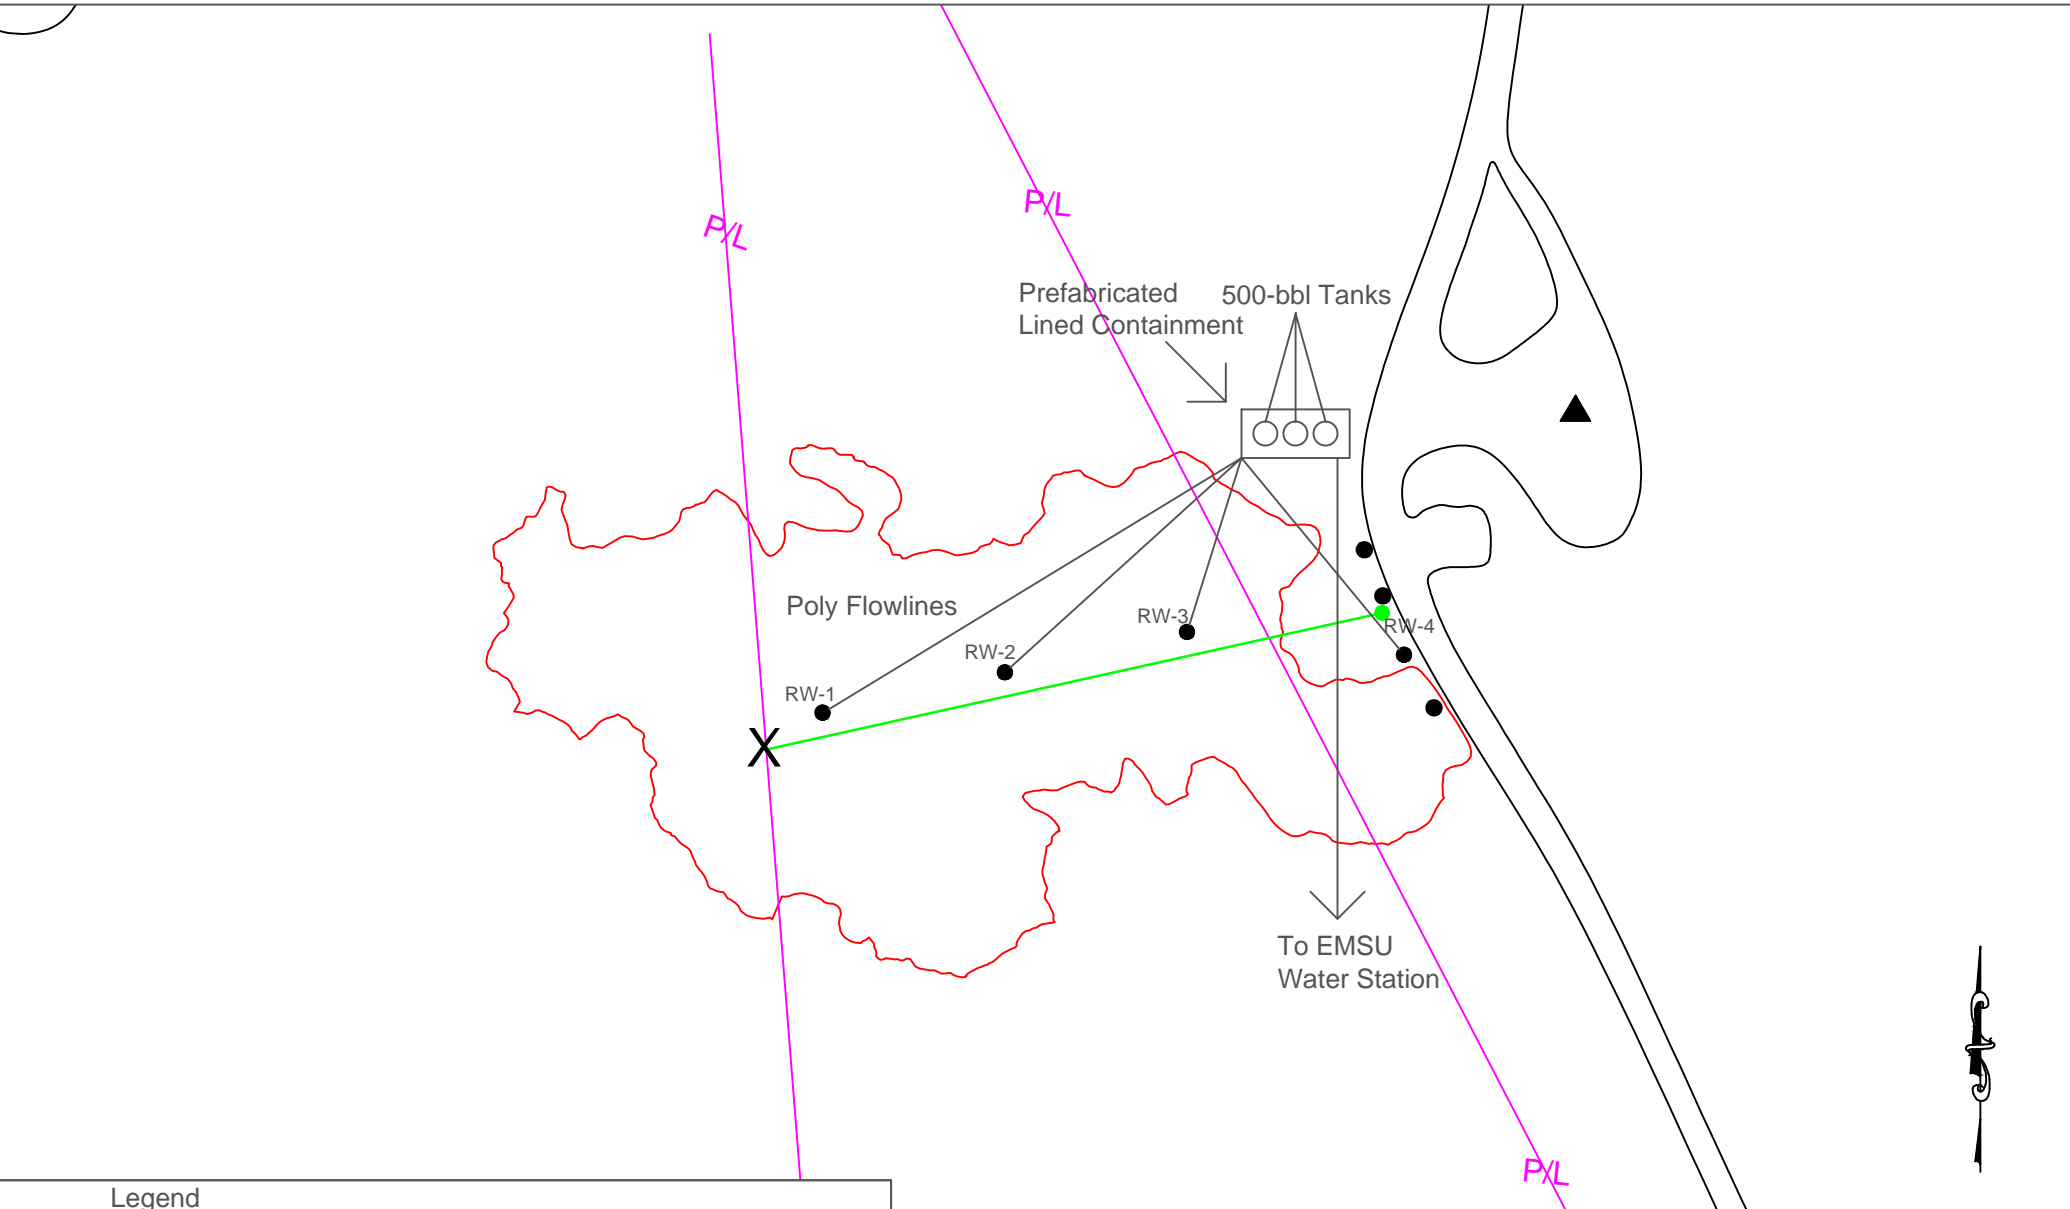 P/L
P/L
Prefabricated
Lined Containment
500-bbl Tanks
Poly Flowlines
RW-3
RW-4
RW-2
RW-1
X
To EMSU
Water Station
P/L
Legend